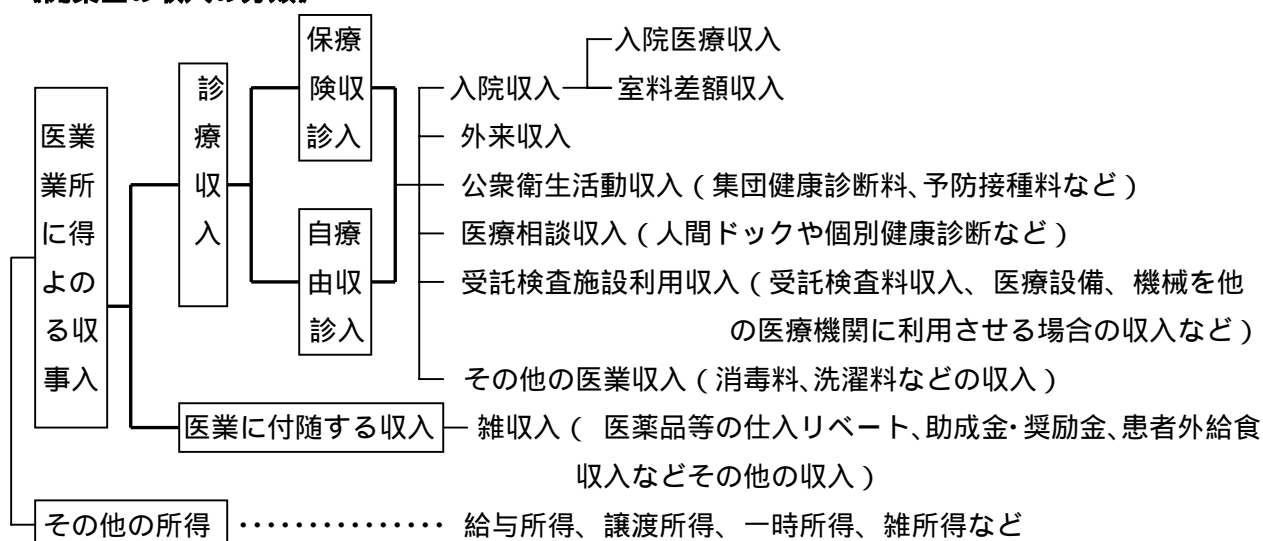 保険診療収入
入院医療収入
診療収入
入院収入
室料差額収入
医業による事業所得の収入
外来収入
公衆衛生活動収入（集団健康診断料、予防接種料など）
自由診療収入
医療相談収入（人間ドックや個別健康診断など）
受託検査施設利用収入（受託検査料収入、医療設備、機械を他
の医療機関に利用させる場合の収入など）
その他の医業収入（消毒料、洗濯料などの収入）
医業に付随する収入
雑収入（ 医薬品等の仕入リベート、助成金・奨励金、患者外給食
収入などその他の収入）
その他の所得 ･･････････････ 給与所得、譲渡所得、一時所得、雑所得など